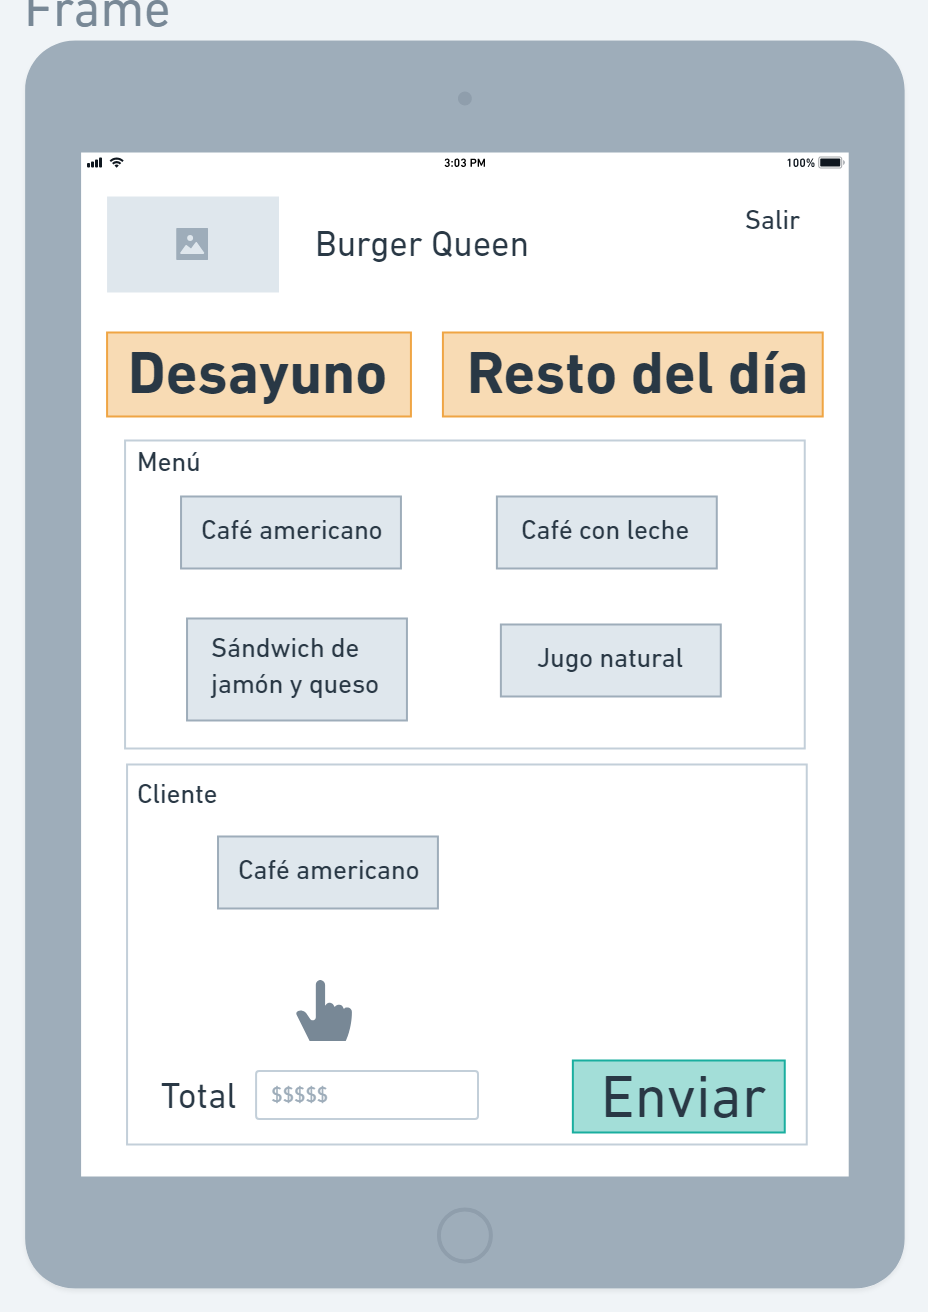 Frame
3:03 PM
100%
Burger Queen
Salir
Desayuno
Resto del día
Menú
Café americano
Café con leche
Sándwich de
jamón y queso
Jugo natural
Cliente
Café americano
Total
$$$$$
Enviar